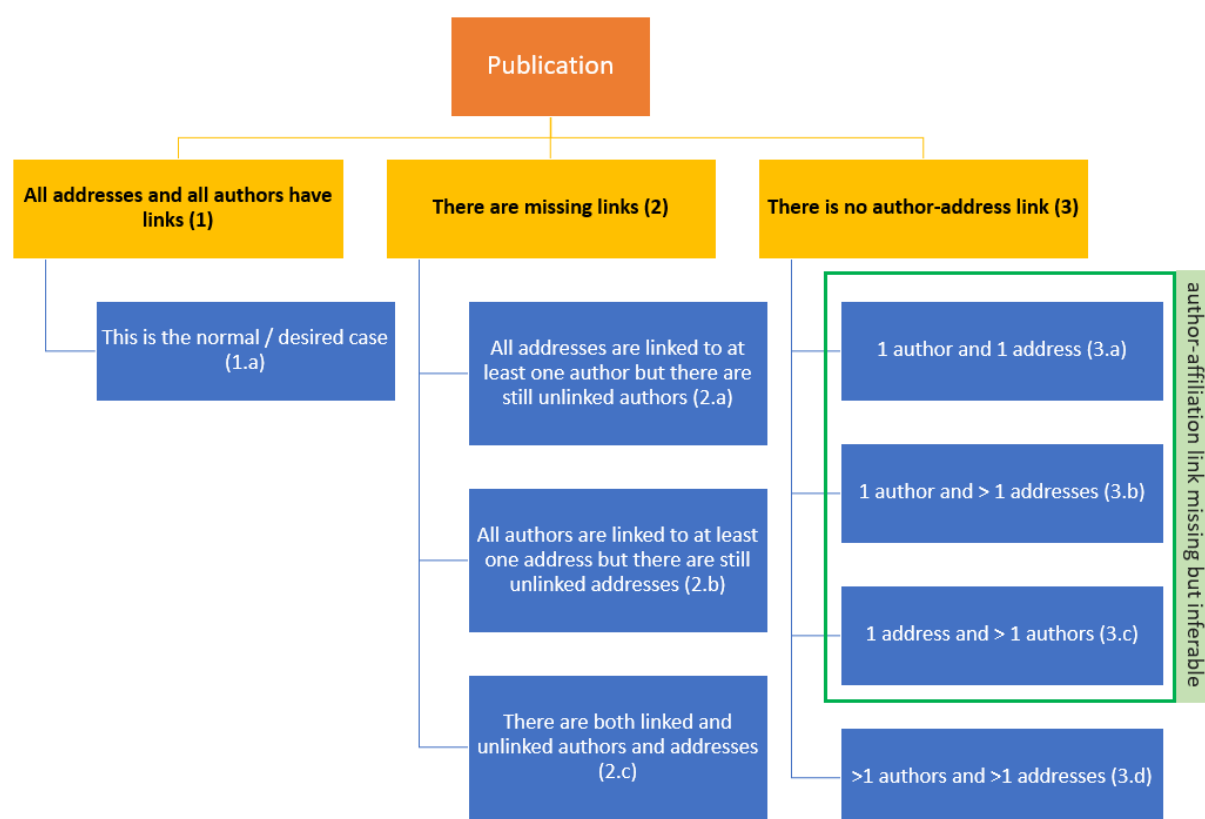 Publication
All addresses and all authors have
links (1)
There are missing links (2)
There is no author-address link (3)
This is the normal / desired case
(1.a)
All addresses are linked to at
least one author but there are
still unlinked authors (2.a)
All authors are linked to at least
one address but there are still
unlinked addresses (2.b)
There are both linked and
unlinked authors and addresses
(2.c)
1 author and 1 address (3.a)
1 author and > 1 addresses (3.b)
1 address and > 1 authors (3.c)
>1 authors and >1 addresses (3.d)
author-affiliation link missing but inferable